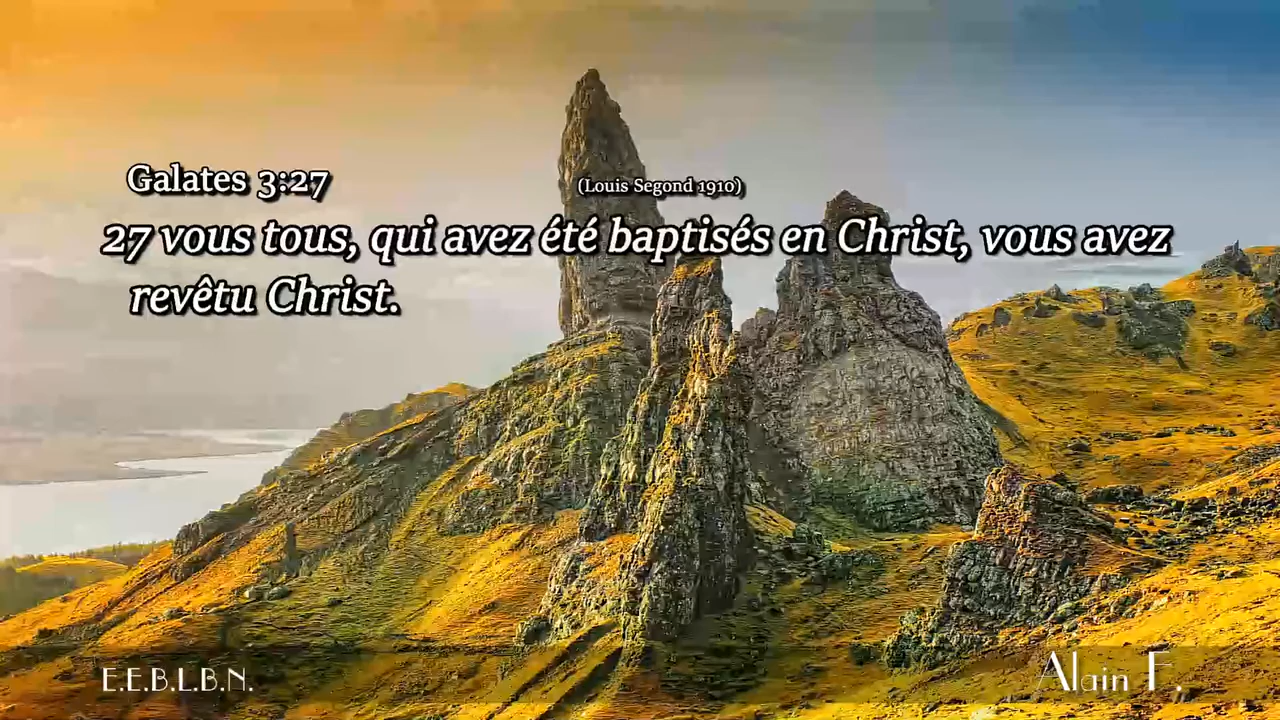 Galates 3:27
(Louis Segond 1910)
27 vous tous, qui avez été baptisés en Christ, vous avez
revêtu Christ.
E.E.B.L.B.N.
Alain F.